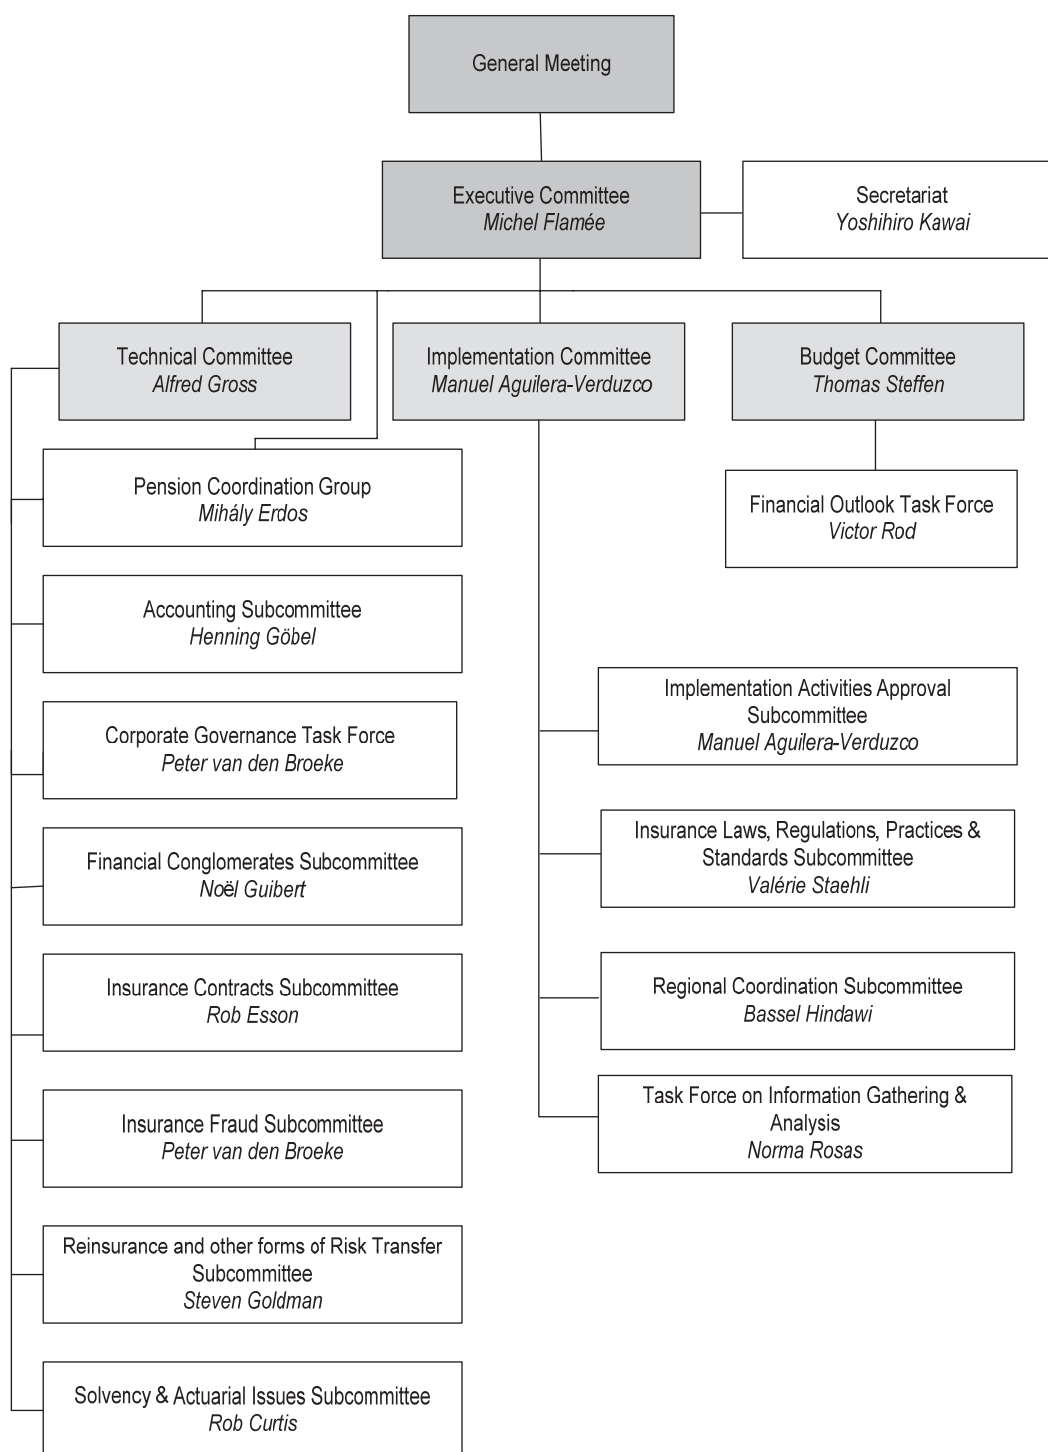 General Meeting
Executive Committee
Michel Flamée
Secretariat
Yoshihiro Kawai
Technical Committee
Alfred Gross
Implementation Committee
Manuel Aguilera-Verduzco
Budget Committee
Thomas Steffen
Pension Coordination Group
Mihály Erdos
Accounting Subcommittee
Henning Göbel
Corporate Governance Task Force
Peter van den Broeke
Financial Conglomerates Subcommittee
Noël Guibert
Insurance Contracts Subcommittee
Rob Esson
Insurance Fraud Subcommittee
Peter van den Broeke
Reinsurance and other forms of Risk Transfer
Subcommittee
Steven Goldman
Solvency & Actuarial Issues Subcommittee
Rob Curtis
Implementation Activities Approval
Subcommittee
Manuel Aguilera-Verduzco
Insurance Laws, Regulations, Practices &
Standards Subcommittee
Valérie Staehli
Regional Coordination Subcommittee
Bassel Hindawi
Task Force on Information Gathering &
Analysis
Norma Rosas
Financial Outlook Task Force
Victor Rod